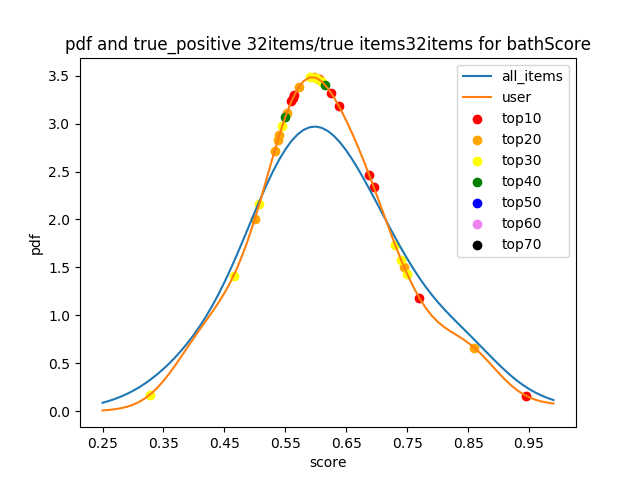 pdf and true_positive 32items/true items32items for bathScore
3.5
3.0
2.5
2.0
1.5
1.0
0.5
0.0
pdf
0.25 0.35 0.45 0.55 0.65 0.75 0.85 0.95
score
all_items
user
top10
top20
top30
top40
top50
top60
top70